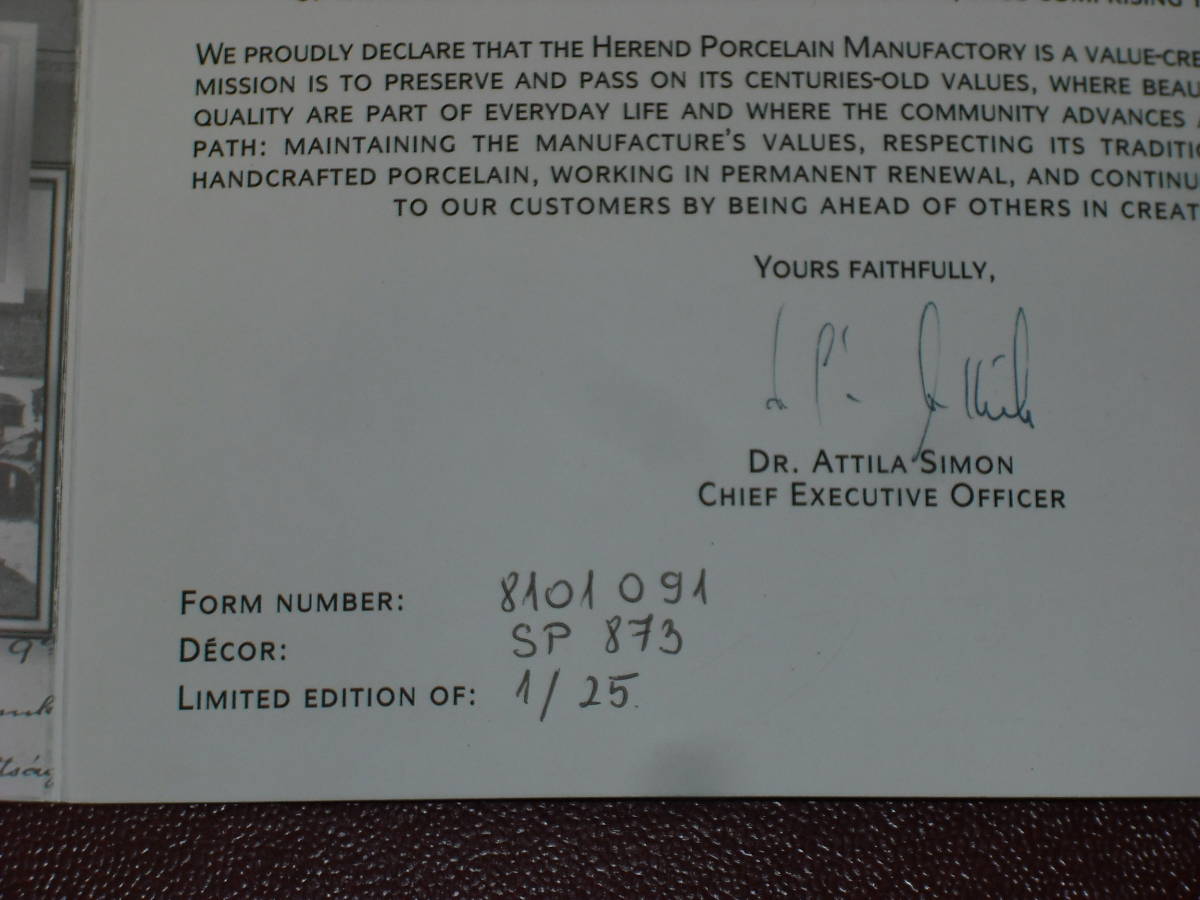 COMPRISING
WE PROUDLY DECLARE THAT THE HEREND PORCELAIN MANUFACTORY IS A VALUE-CRE
MISSION IS TO PRESERVE AND PASS ON ITS CENTURIES-OLD VALUES, WHERE BEAU
QUALITY ARE PART OF EVERYDAY LIFE AND WHERE THE COMMUNITY ADVANCES
PATH: MAINTAINING THE MANUFACTURE'S VALUES, RESPECTING ITS TRADITIO
HANDCRAFTED PORCELAIN, WORKING IN PERMANENT RENEWAL, AND CONTINU
TO OUR CUSTOMERS BY BEING AHEAD OF OTHERS IN CREAT
YOURS FAITHFULLY,
DR. ATTILA SIMON
CHIEF EXECUTIVE OFFICER
FORM NUMBER: 8101 091
DÉCOR: SP 873
LIMITED EDITION OF: 1/25.